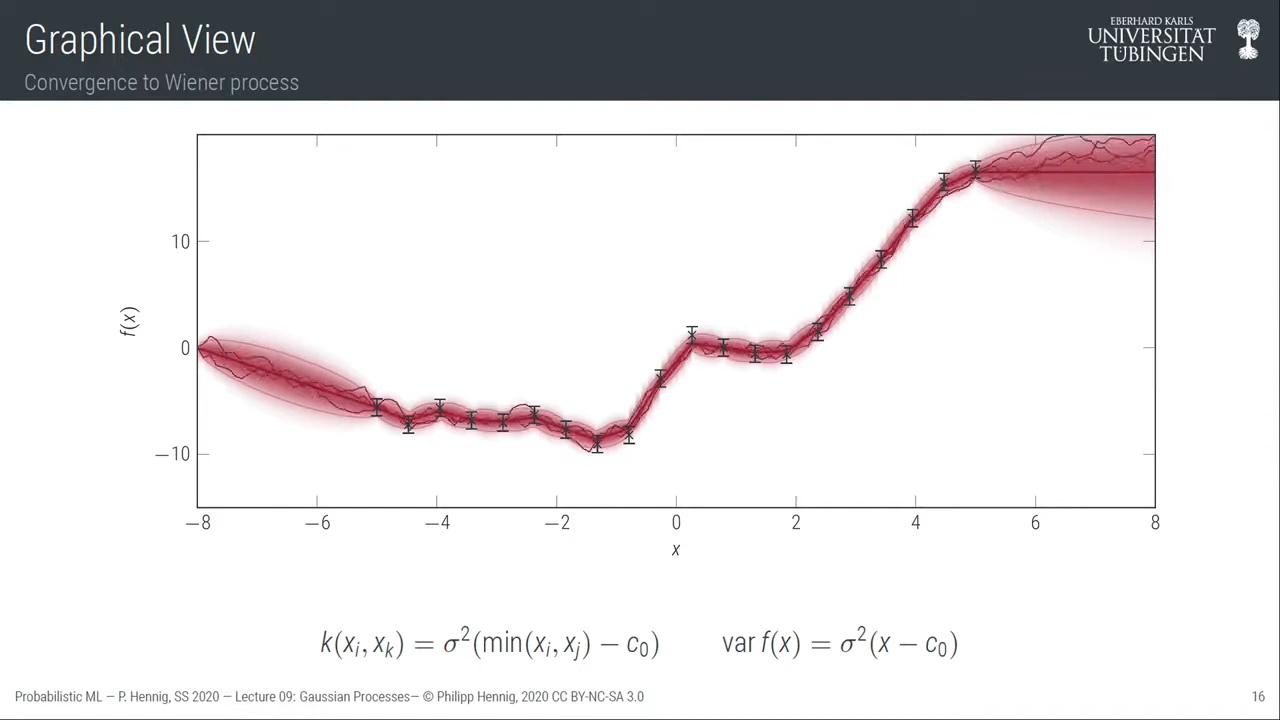 Graphical View
Convergence to Wiener process
EBERHARD KARLS
UNIVERSITAT
TÜBINGEN
f(x)
10
0
−10
−8 −6 −4 −2 0 2 4 6 8
x
k(xᵢ, xₖ) = σ²(min(xᵢ, xⱼ) − c₀) var f(x) = σ²(x − c₀)
Probabilistic ML — P. Hennig, SS 2020 — Lecture 09: Gaussian Processes— © Philipp Hennig, 2020 CC BY-NC-SA 3.0
16